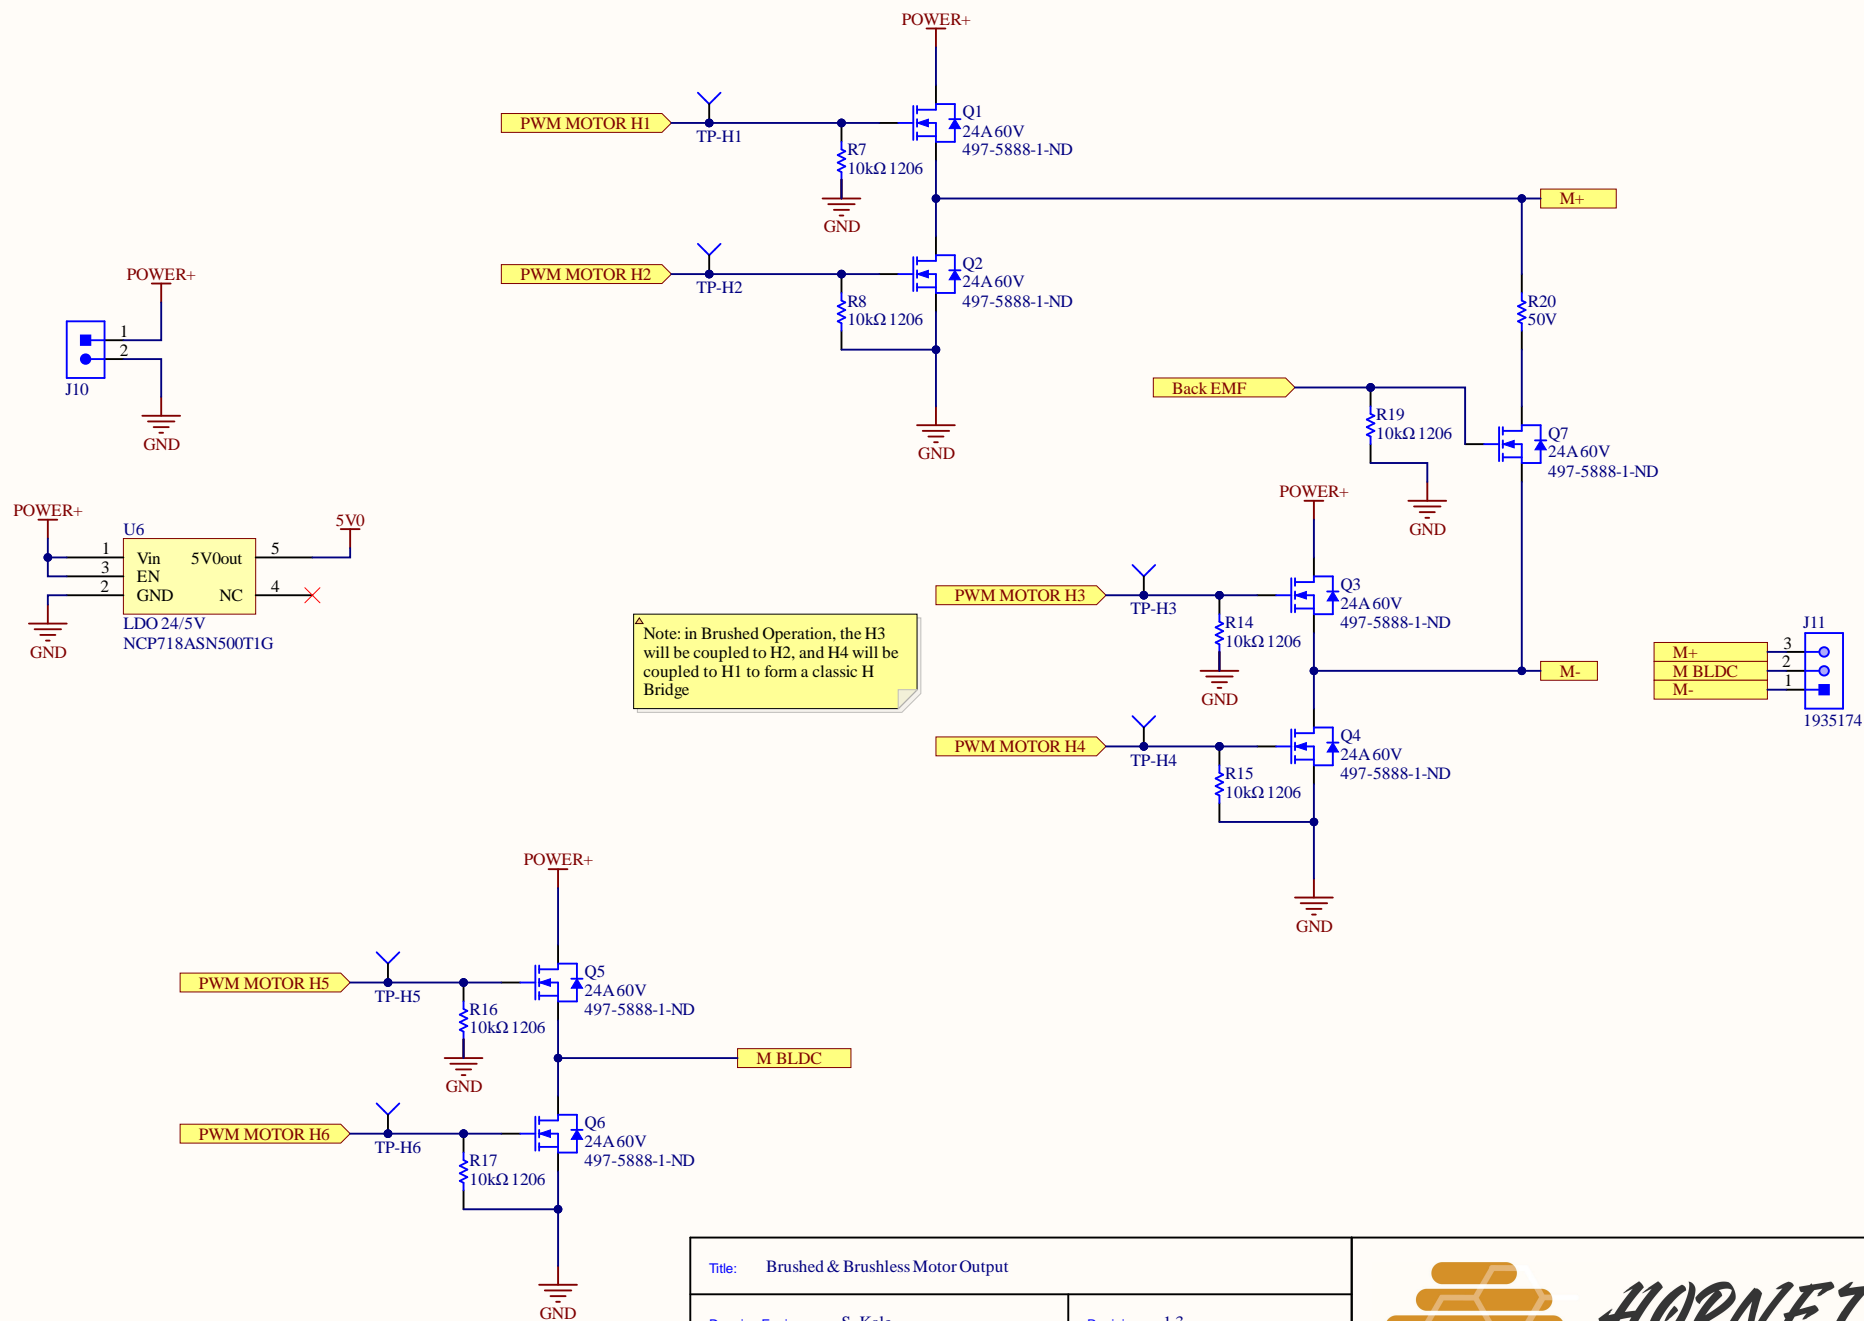 POWER+
PWM MOTOR H1
TP-H1
R7
10kΩ 1206
GND
Q1
24A 60V
497-5888-1-ND
M+
PWM MOTOR H2
TP-H2
R8
10kΩ 1206
Q2
24A 60V
497-5888-1-ND
GND
POWER+
1
2
J10
GND
R20
50V
Back EMF
R19
10kΩ 1206
GND
Q7
24A 60V
497-5888-1-ND
POWER+
U6
5V0
1
Vin
5V0out
5
3
EN
2
GND
NC
4
LDO 24/5V
NCP718ASN500T1G
GND
Note: in Brushed Operation, the H3
will be coupled to H2, and H4 will be
coupled to H1 to form a classic H
Bridge
POWER+
PWM MOTOR H3
TP-H3
R14
10kΩ 1206
GND
Q3
24A 60V
497-5888-1-ND
M-
PWM MOTOR H4
TP-H4
R15
10kΩ 1206
Q4
24A 60V
497-5888-1-ND
GND
J11
M+
3
M BLDC
2
M-
1
1935174
POWER+
PWM MOTOR H5
TP-H5
R16
10kΩ 1206
GND
Q5
24A 60V
497-5888-1-ND
M BLDC
PWM MOTOR H6
TP-H6
R17
10kΩ 1206
Q6
24A 60V
497-5888-1-ND
GND
Title: Brushed & Brushless Motor Output
HORNET